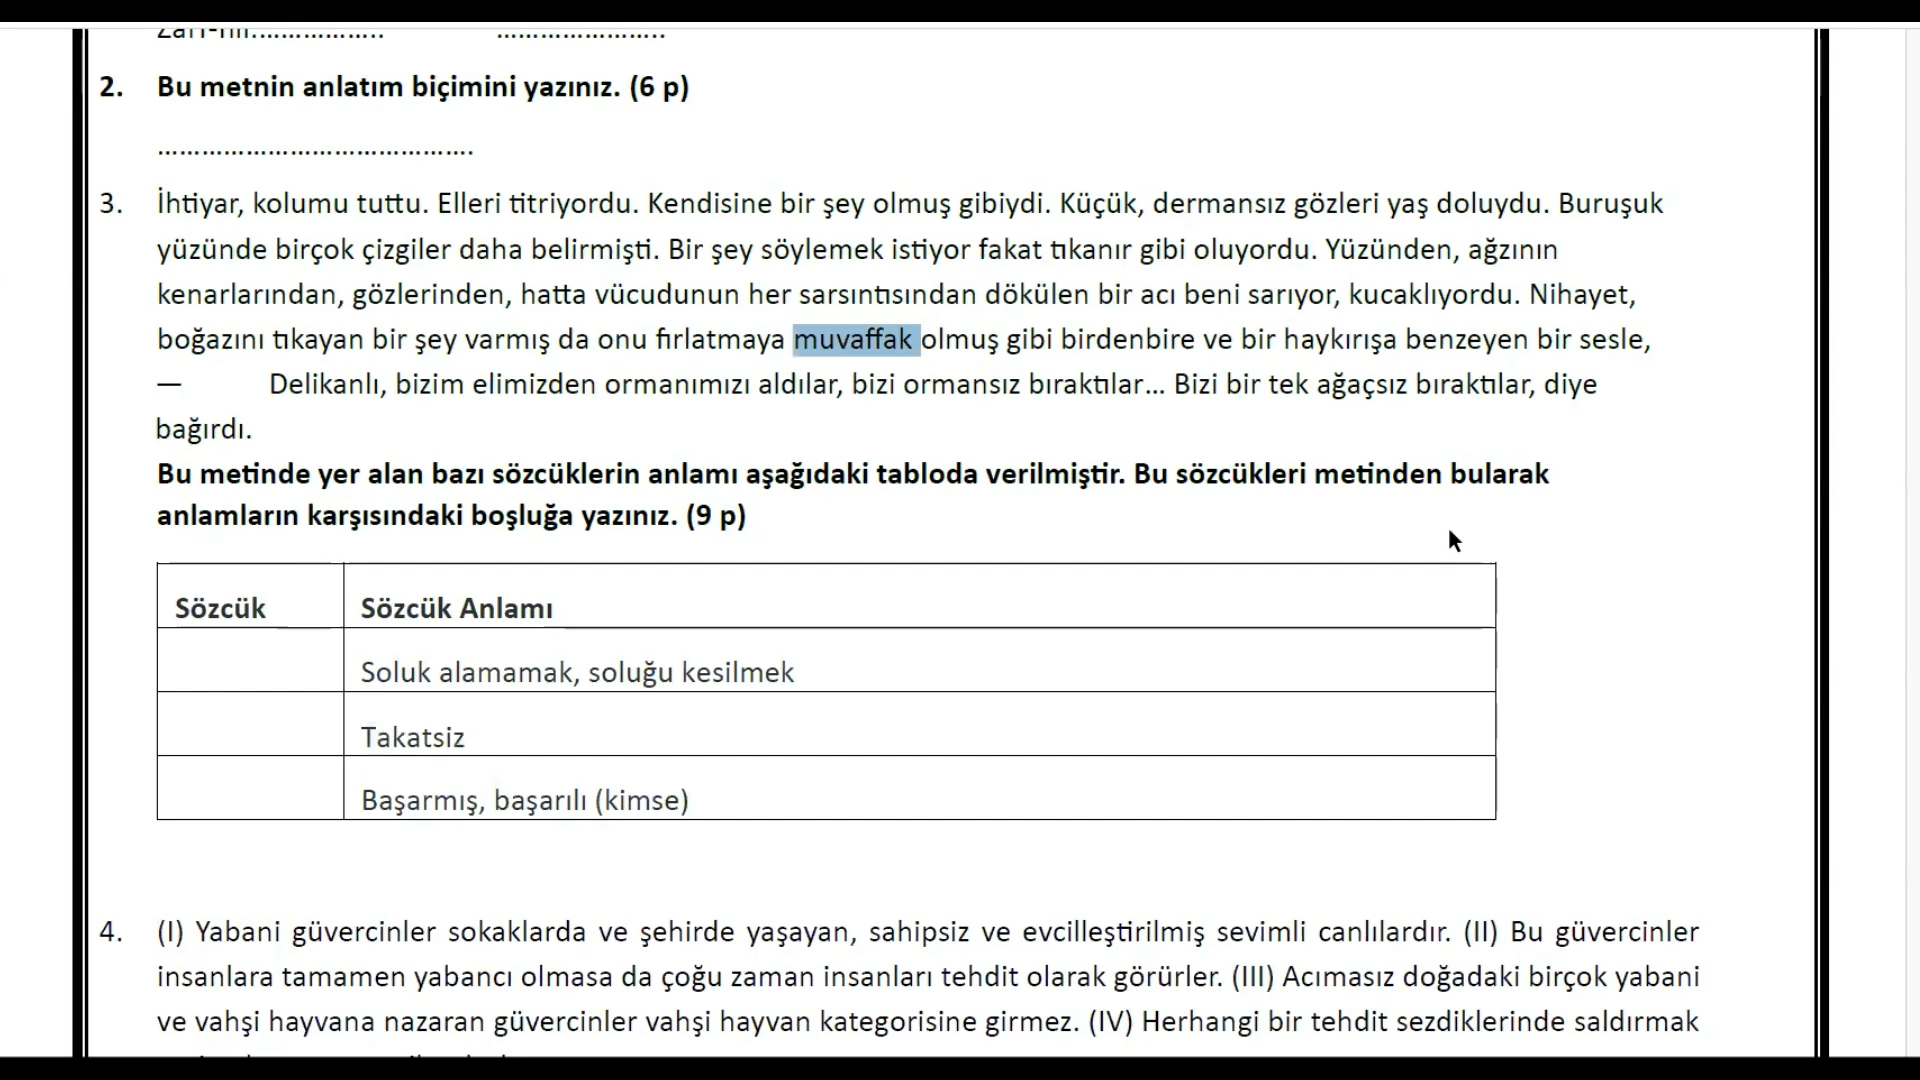 2. Bu metnin anlatım biçimini yazınız. (6 p)
………………………………………….
3. İhtiyar, kolumu tuttu. Elleri titriyordu. Kendisine bir şey olmuş gibiydi. Küçük, dermansız gözleri yaş doluydu. Buruşuk
yüzünde birçok çizgiler daha belirmişti. Bir şey söylemek istiyor fakat tıkanır gibi oluyordu. Yüzünden, ağzının
kenarlarından, gözlerinden, hatta vücudunun her sarsıntısından dökülen bir acı beni sarıyor, kucaklıyordu. Nihayet,
boğazını tıkayan bir şey varmış da onu fırlatmaya muvaffak olmuş gibi birdenbire ve bir haykırışa benzeyen bir sesle,
— Delikanlı, bizim elimizden ormanımızı aldılar, bizi ormansız bıraktılar... Bizi bir tek ağaçsız bıraktılar, diye
bağırdı.
Bu metinde yer alan bazı sözcüklerin anlamı aşağıdaki tabloda verilmiştir. Bu sözcükleri metinden bularak
anlamların karşısındaki boşluğa yazınız. (9 p)
Sözcük Sözcük Anlamı
Soluk alamamak, soluğu kesilmek
Takatsiz
Başarmış, başarılı (kimse)
4. (I) Yabani güvercinler sokaklarda ve şehirde yaşayan, sahipsiz ve evcilleştirilmiş sevimli canlılardır. (II) Bu güvercinler
insanlara tamamen yabancı olmasa da çoğu zaman insanları tehdit olarak görürler. (III) Acımasız doğadaki birçok yabani
ve vahşi hayvana nazaran güvercinler vahşi hayvan kategorisine girmez. (IV) Herhangi bir tehdit sezdiklerinde saldırmak